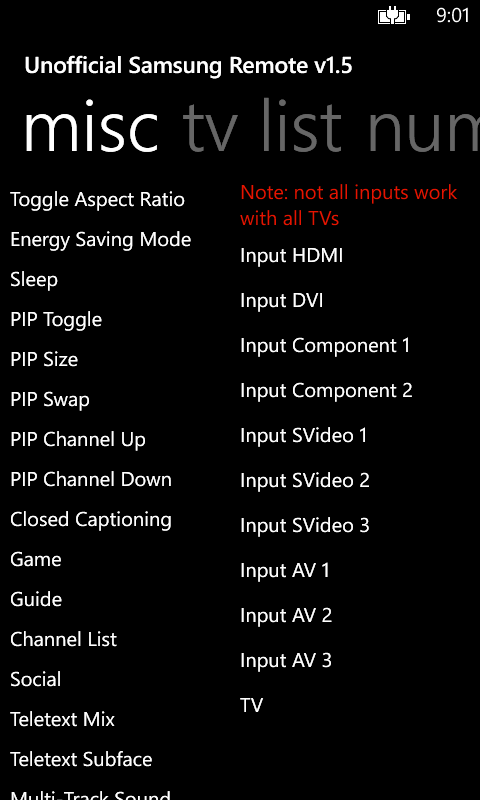 9:01
Unofficial Samsung Remote v1.5
misc tv list num
Toggle Aspect Ratio
Energy Saving Mode
Sleep
PIP Toggle
PIP Size
PIP Swap
PIP Channel Up
PIP Channel Down
Closed Captioning
Game
Guide
Channel List
Social
Teletext Mix
Teletext Subface
Multi-Track Sound
Note: not all inputs work
with all TVs
Input HDMI
Input DVI
Input Component 1
Input Component 2
Input SVideo 1
Input SVideo 2
Input SVideo 3
Input AV 1
Input AV 2
Input AV 3
TV